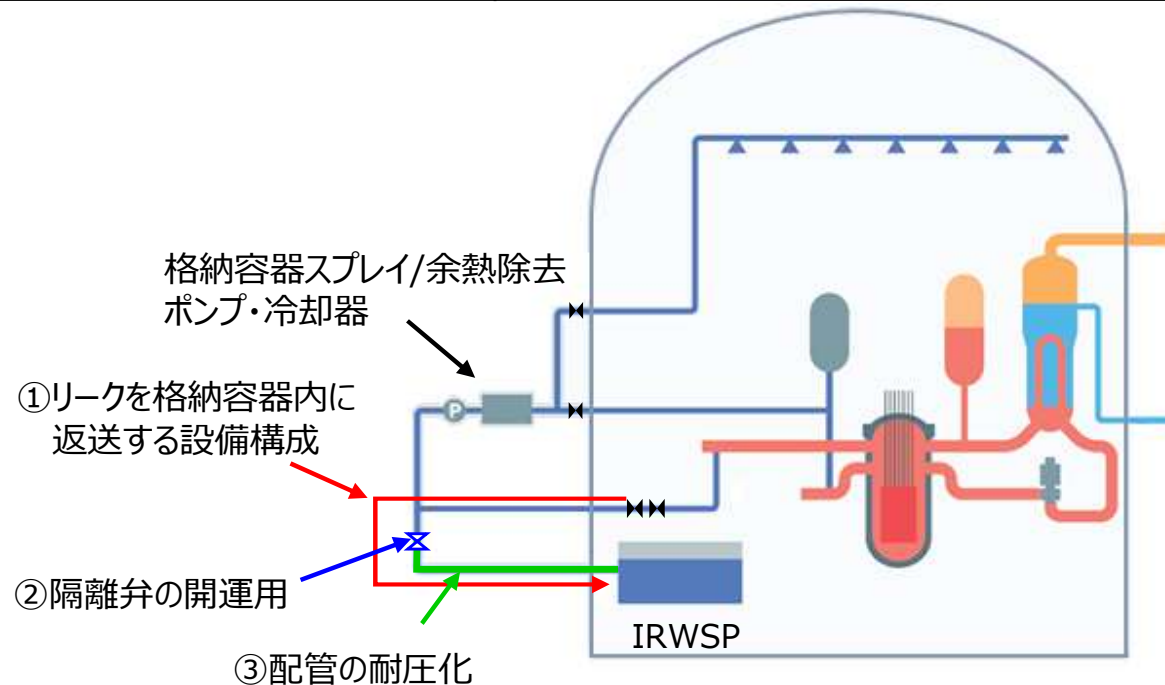 格納容器スプレイ/余熱除去
ポンプ・冷却器
①リークを格納容器内に
返送する設備構成
P
②隔離弁の開運用
IRWSP
③配管の耐圧化